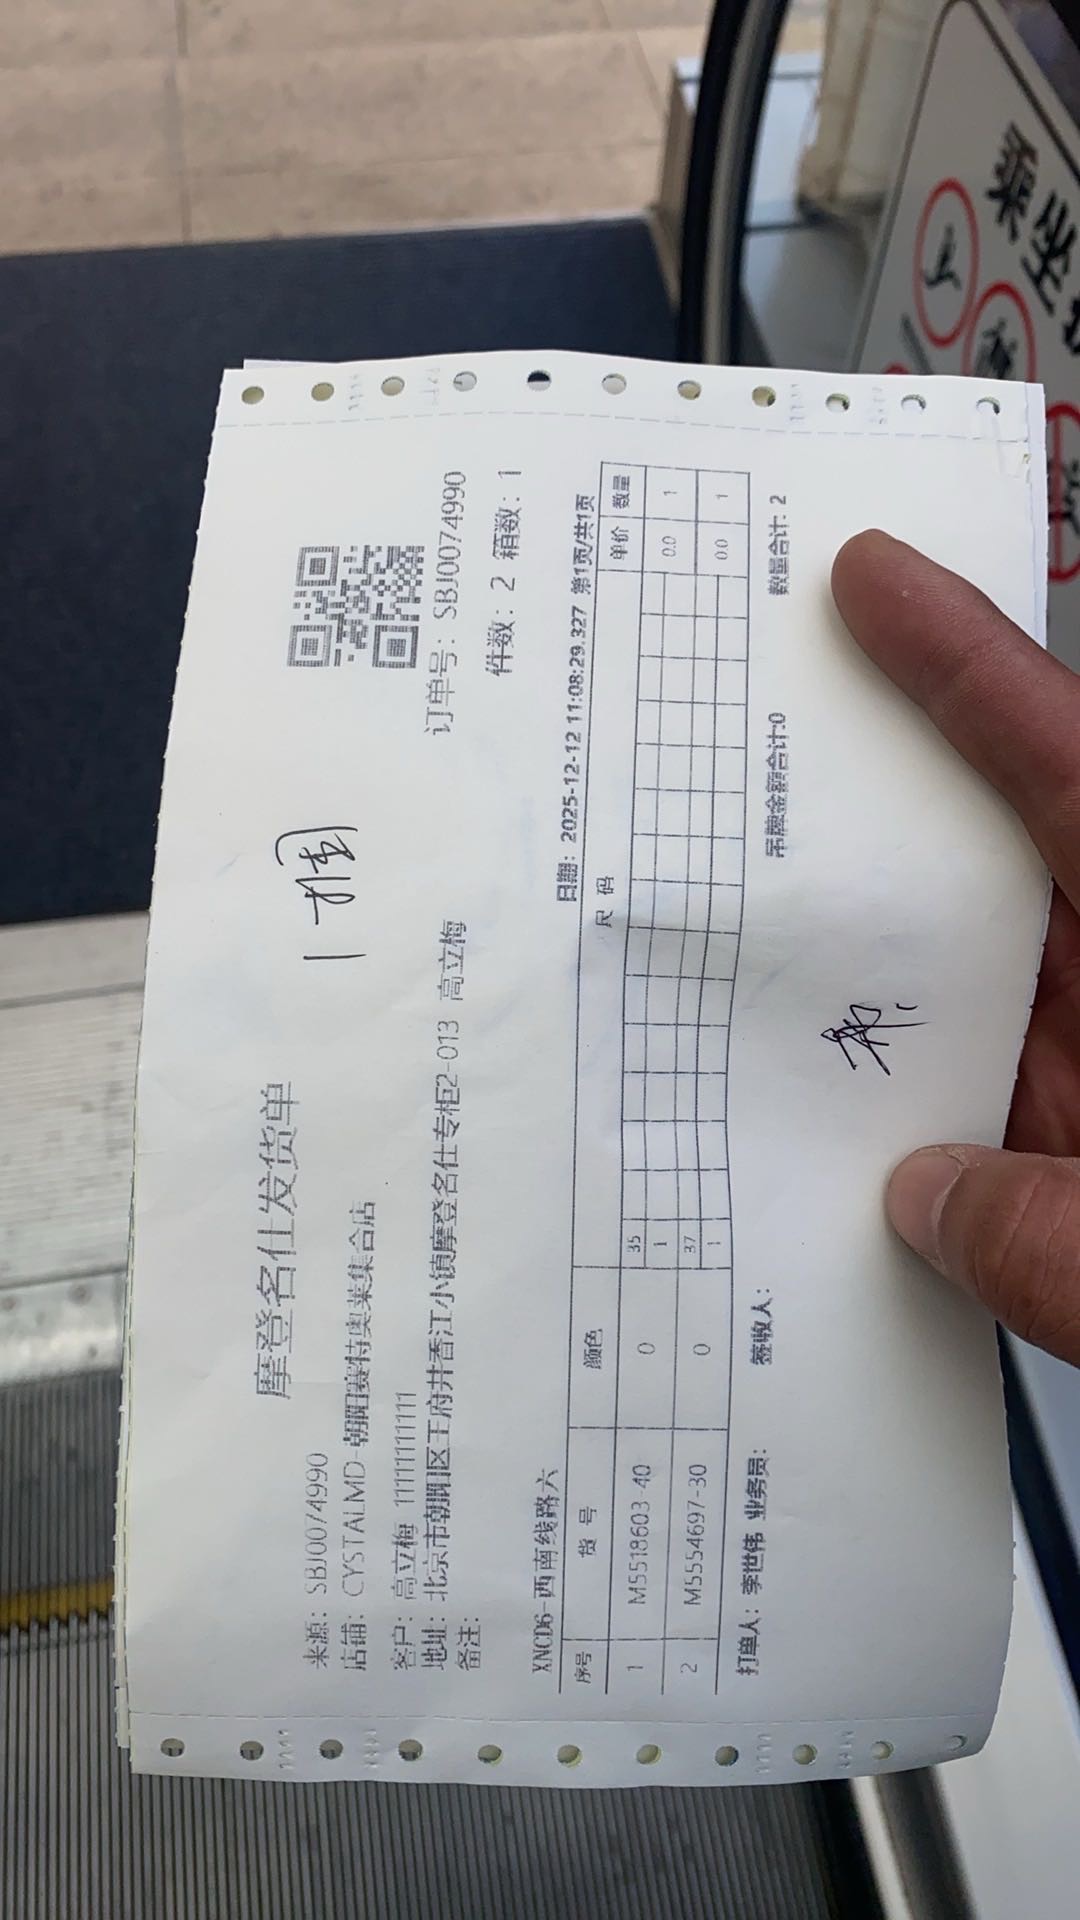 摩登名仕发货单
来源：SBJ0074990
店铺：CYSTALMD-朝阳赛特奥莱集合店
订单号：SBJ0074990
客户：高立梅 11111111111
地址：北京市朝阳区王府井香江小镇摩登名仕专柜2-013 高立梅
备注：
件数：2 箱数：1
XNCD6-西南线路六 日期：2025-12-12 11:08:29.327 第1页/共1页
序号 货号 颜色 尺码 单价 数量
1 M5518603-40 0 35 0.0 1
1
2 M5554697-30 0 37 0.0 1
1
打单人：李世伟 业务员： 签收人： 吊牌金额合计:0 数量合计: 2
乘坐